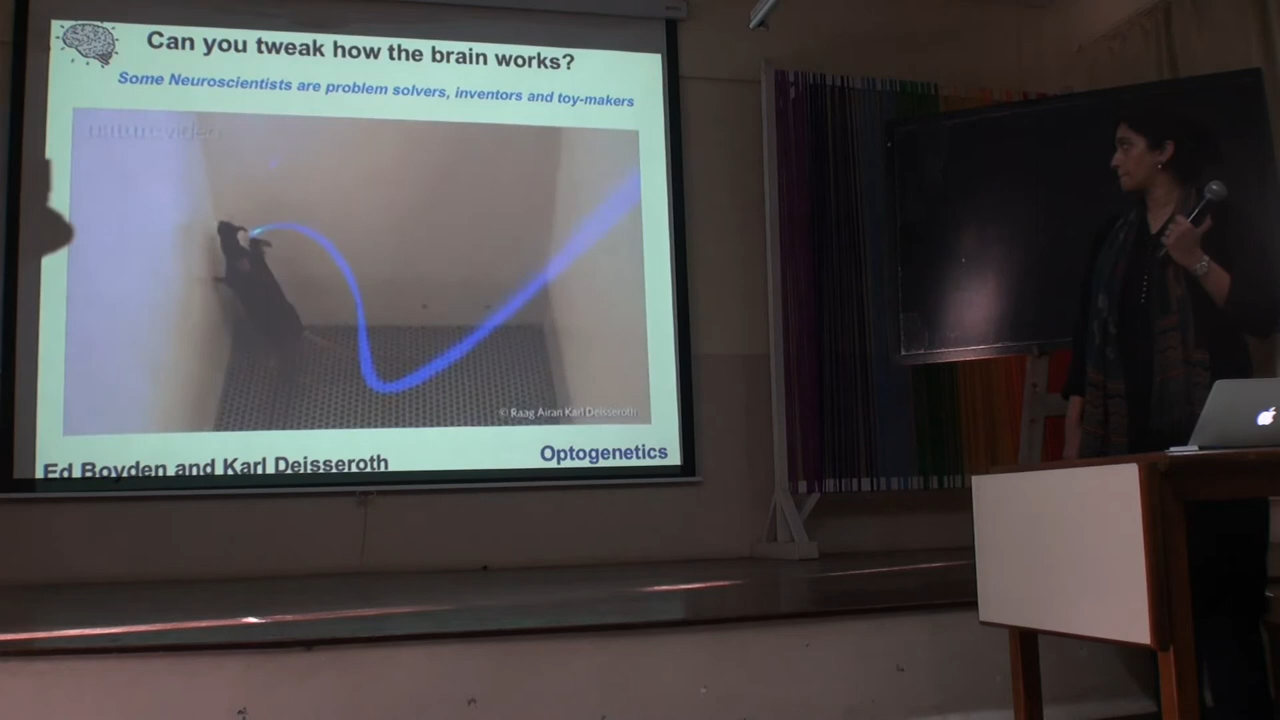 Can you tweak how the brain works?
Some Neuroscientists are problem solvers, inventors and toy-makers
naturevideo
© Raag Airan Karl Deisseroth
Optogenetics
Ed Boyden and Karl Deisseroth